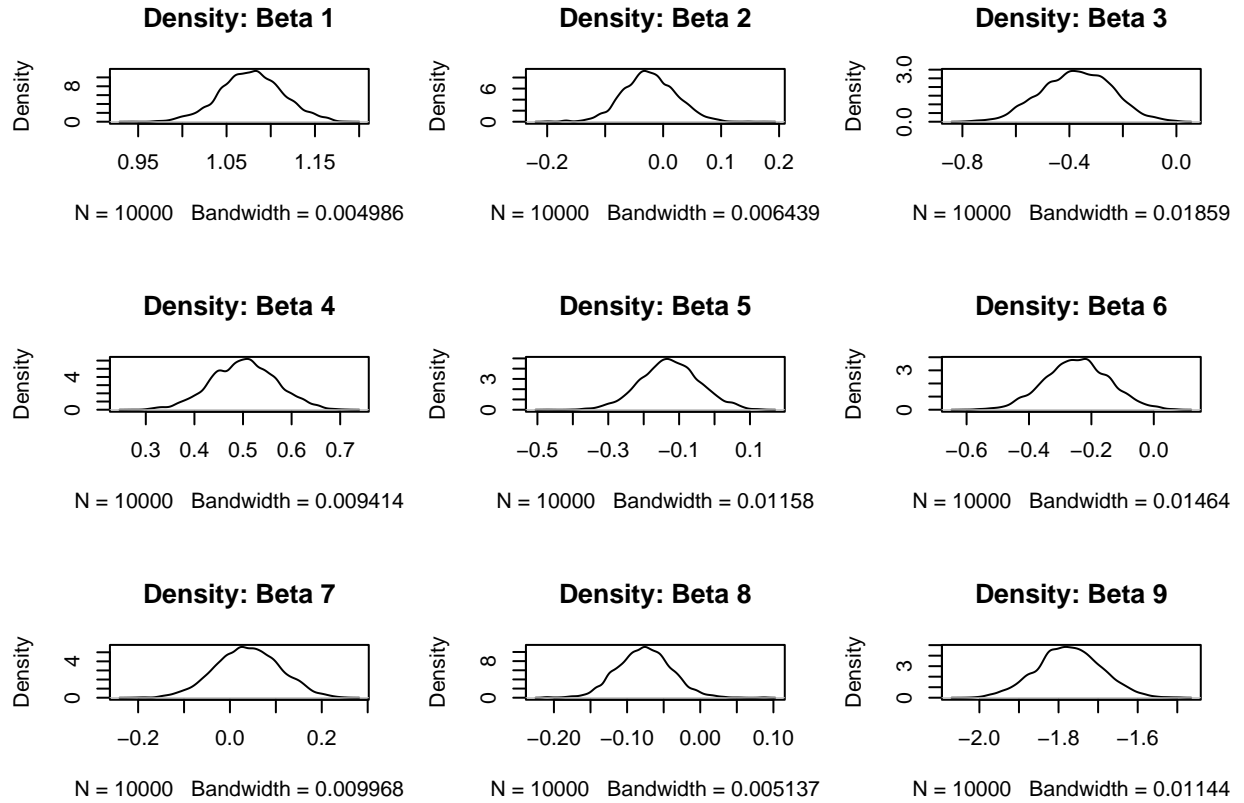 Density: Beta 1
Density
0 8
0.95 1.05 1.15
N = 10000 Bandwidth = 0.004986
Density: Beta 2
Density
0 6
−0.2 0.0 0.1 0.2
N = 10000 Bandwidth = 0.006439
Density: Beta 3
Density
0.0 3.0
−0.8 −0.4 0.0
N = 10000 Bandwidth = 0.01859
Density: Beta 4
Density
0 4
0.3 0.4 0.5 0.6 0.7
N = 10000 Bandwidth = 0.009414
Density: Beta 5
Density
0 3
−0.5 −0.3 −0.1 0.1
N = 10000 Bandwidth = 0.01158
Density: Beta 6
Density
0 3
−0.6 −0.4 −0.2 0.0
N = 10000 Bandwidth = 0.01464
Density: Beta 7
Density
0 4
−0.2 0.0 0.2
N = 10000 Bandwidth = 0.009968
Density: Beta 8
Density
0 8
−0.20 −0.10 0.00 0.10
N = 10000 Bandwidth = 0.005137
Density: Beta 9
Density
0 3
−2.0 −1.8 −1.6
N = 10000 Bandwidth = 0.01144